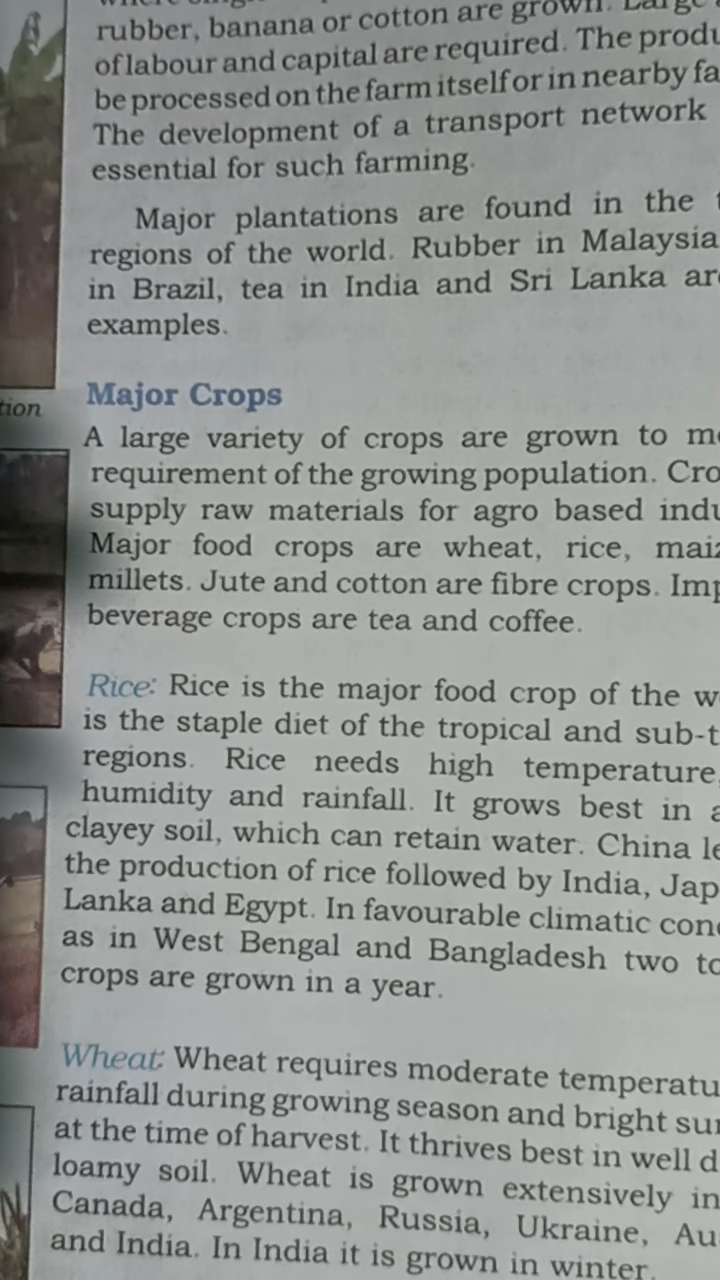 rubber, banana or cotton are grown. Large
of labour and capital are required. The
be processed on the farm itself or in nearby
The development of a transport network
essential for such farming.
Major plantations are found in the
regions of the world. Rubber in Malaysia
in Brazil, tea in India and Sri Lanka
examples.
tion
Major Crops
A large variety of crops are grown to
requirement of the growing population.
supply raw materials for agro based
Major food crops are wheat, rice,
millets. Jute and cotton are fibre crops.
beverage crops are tea and coffee.
Rice: Rice is the major food crop of the
is the staple diet of the tropical and sub-t
regions. Rice needs high temperature,
humidity and rainfall. It grows best in
clayey soil, which can retain water. China
the production of rice followed by India,
Lanka and Egypt. In favourable climatic
as in West Bengal and Bangladesh two
crops are grown in a year.
Wheat: Wheat requires moderate
rainfall during growing season and bright
at the time of harvest. It thrives best in well
loamy soil. Wheat is grown extensively in
Canada, Argentina, Russia, Ukraine,
and India. In India it is grown in winter.